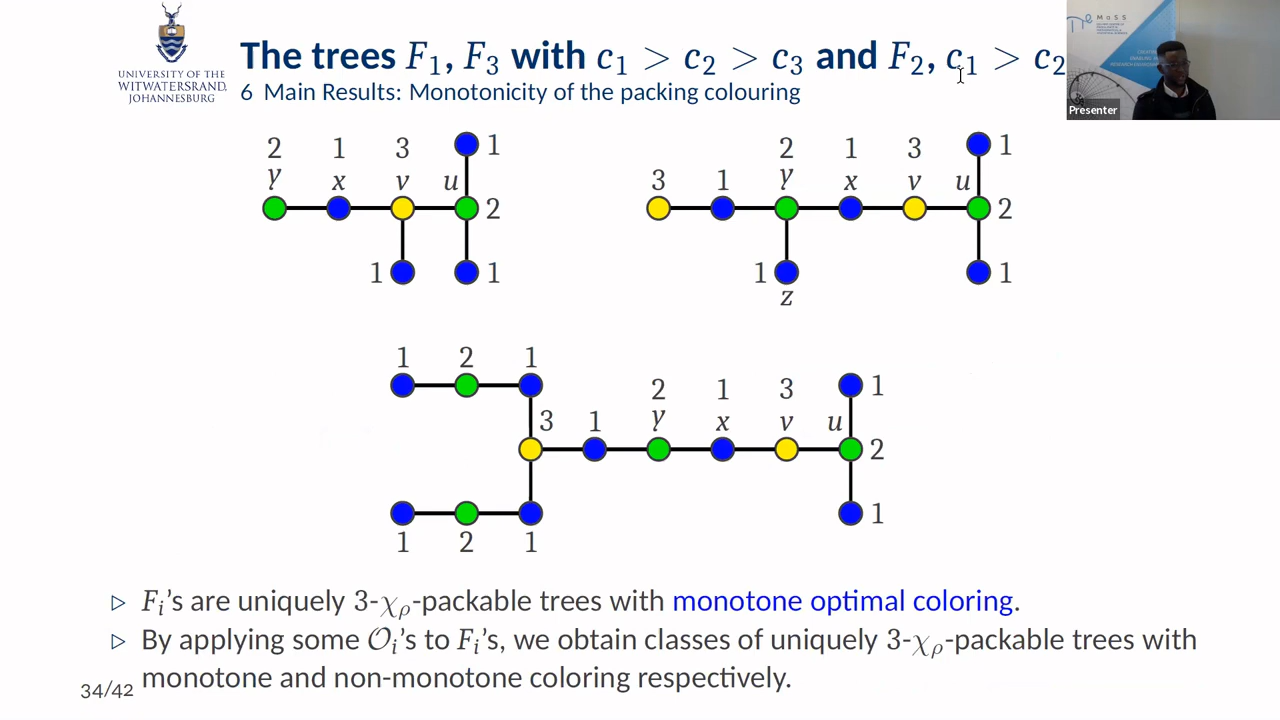 UNIVERSITY OF THE
WITWATERSRAND,
JOHANNESBURG
The trees F₁, F₃ with c₁ > c₂ > c₃ and F₂, c₁ > c₂
6 Main Results: Monotonicity of the packing colouring
MaSS
Presenter
2 1 3 1
y x v u
2
1 1
2 1 3 1
3 1 y x v u
2
1 1
z
1 2 1
2 1 3 1
3 1 y x v u
2
1
1 2 1
▷ Fᵢ's are uniquely 3-χᵨ-packable trees with monotone optimal coloring.
▷ By applying some 𝒪ᵢ's to Fᵢ's, we obtain classes of uniquely 3-χᵨ-packable trees with
monotone and non-monotone coloring respectively.
34/42